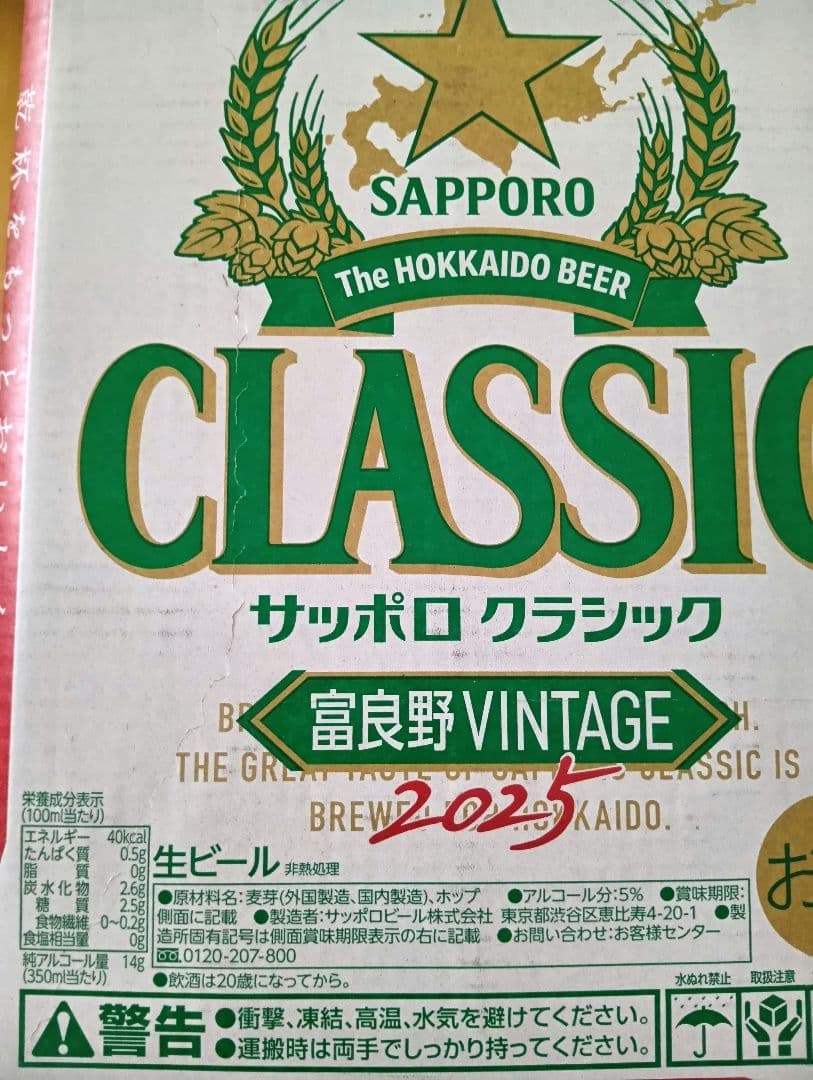 乾杯をもっとおいし
SAPPORO
The HOKKAIDO BEER
CLASSIC
サッポロ クラシック
富良野VINTAGE
H.
THE GREAT TASTE OF SAPPORO CLASSIC IS
BREWED FOR HOKKAIDO.
2025
栄養成分表示
(100ml当たり)
エネルギー 40kcal
たんぱく質 0.5g
脂質 0g
炭水化物 2.6g
糖質 2.5g
食物繊維 0~0.2g
食塩相当量 0g
純アルコール量 14g
(350ml当たり)
生ビール 非熱処理
●原材料名:麦芽(外国製造、国内製造)、ホップ ●アルコール分:5% ●賞味期限:
側面に記載 ●製造者:サッポロビール株式会社 東京都渋谷区恵比寿4-20-1 ●製
造所固有記号は側面賞味期限表示の右に記載 ●お問い合わせ:お客様センター
0120-207-800
●飲酒は20歳になってから。
お
警告
●衝撃、凍結、高温、水気を避けてください。
●運搬時は両手でしっかり持ってください。
水ぬれ禁止
取扱注意